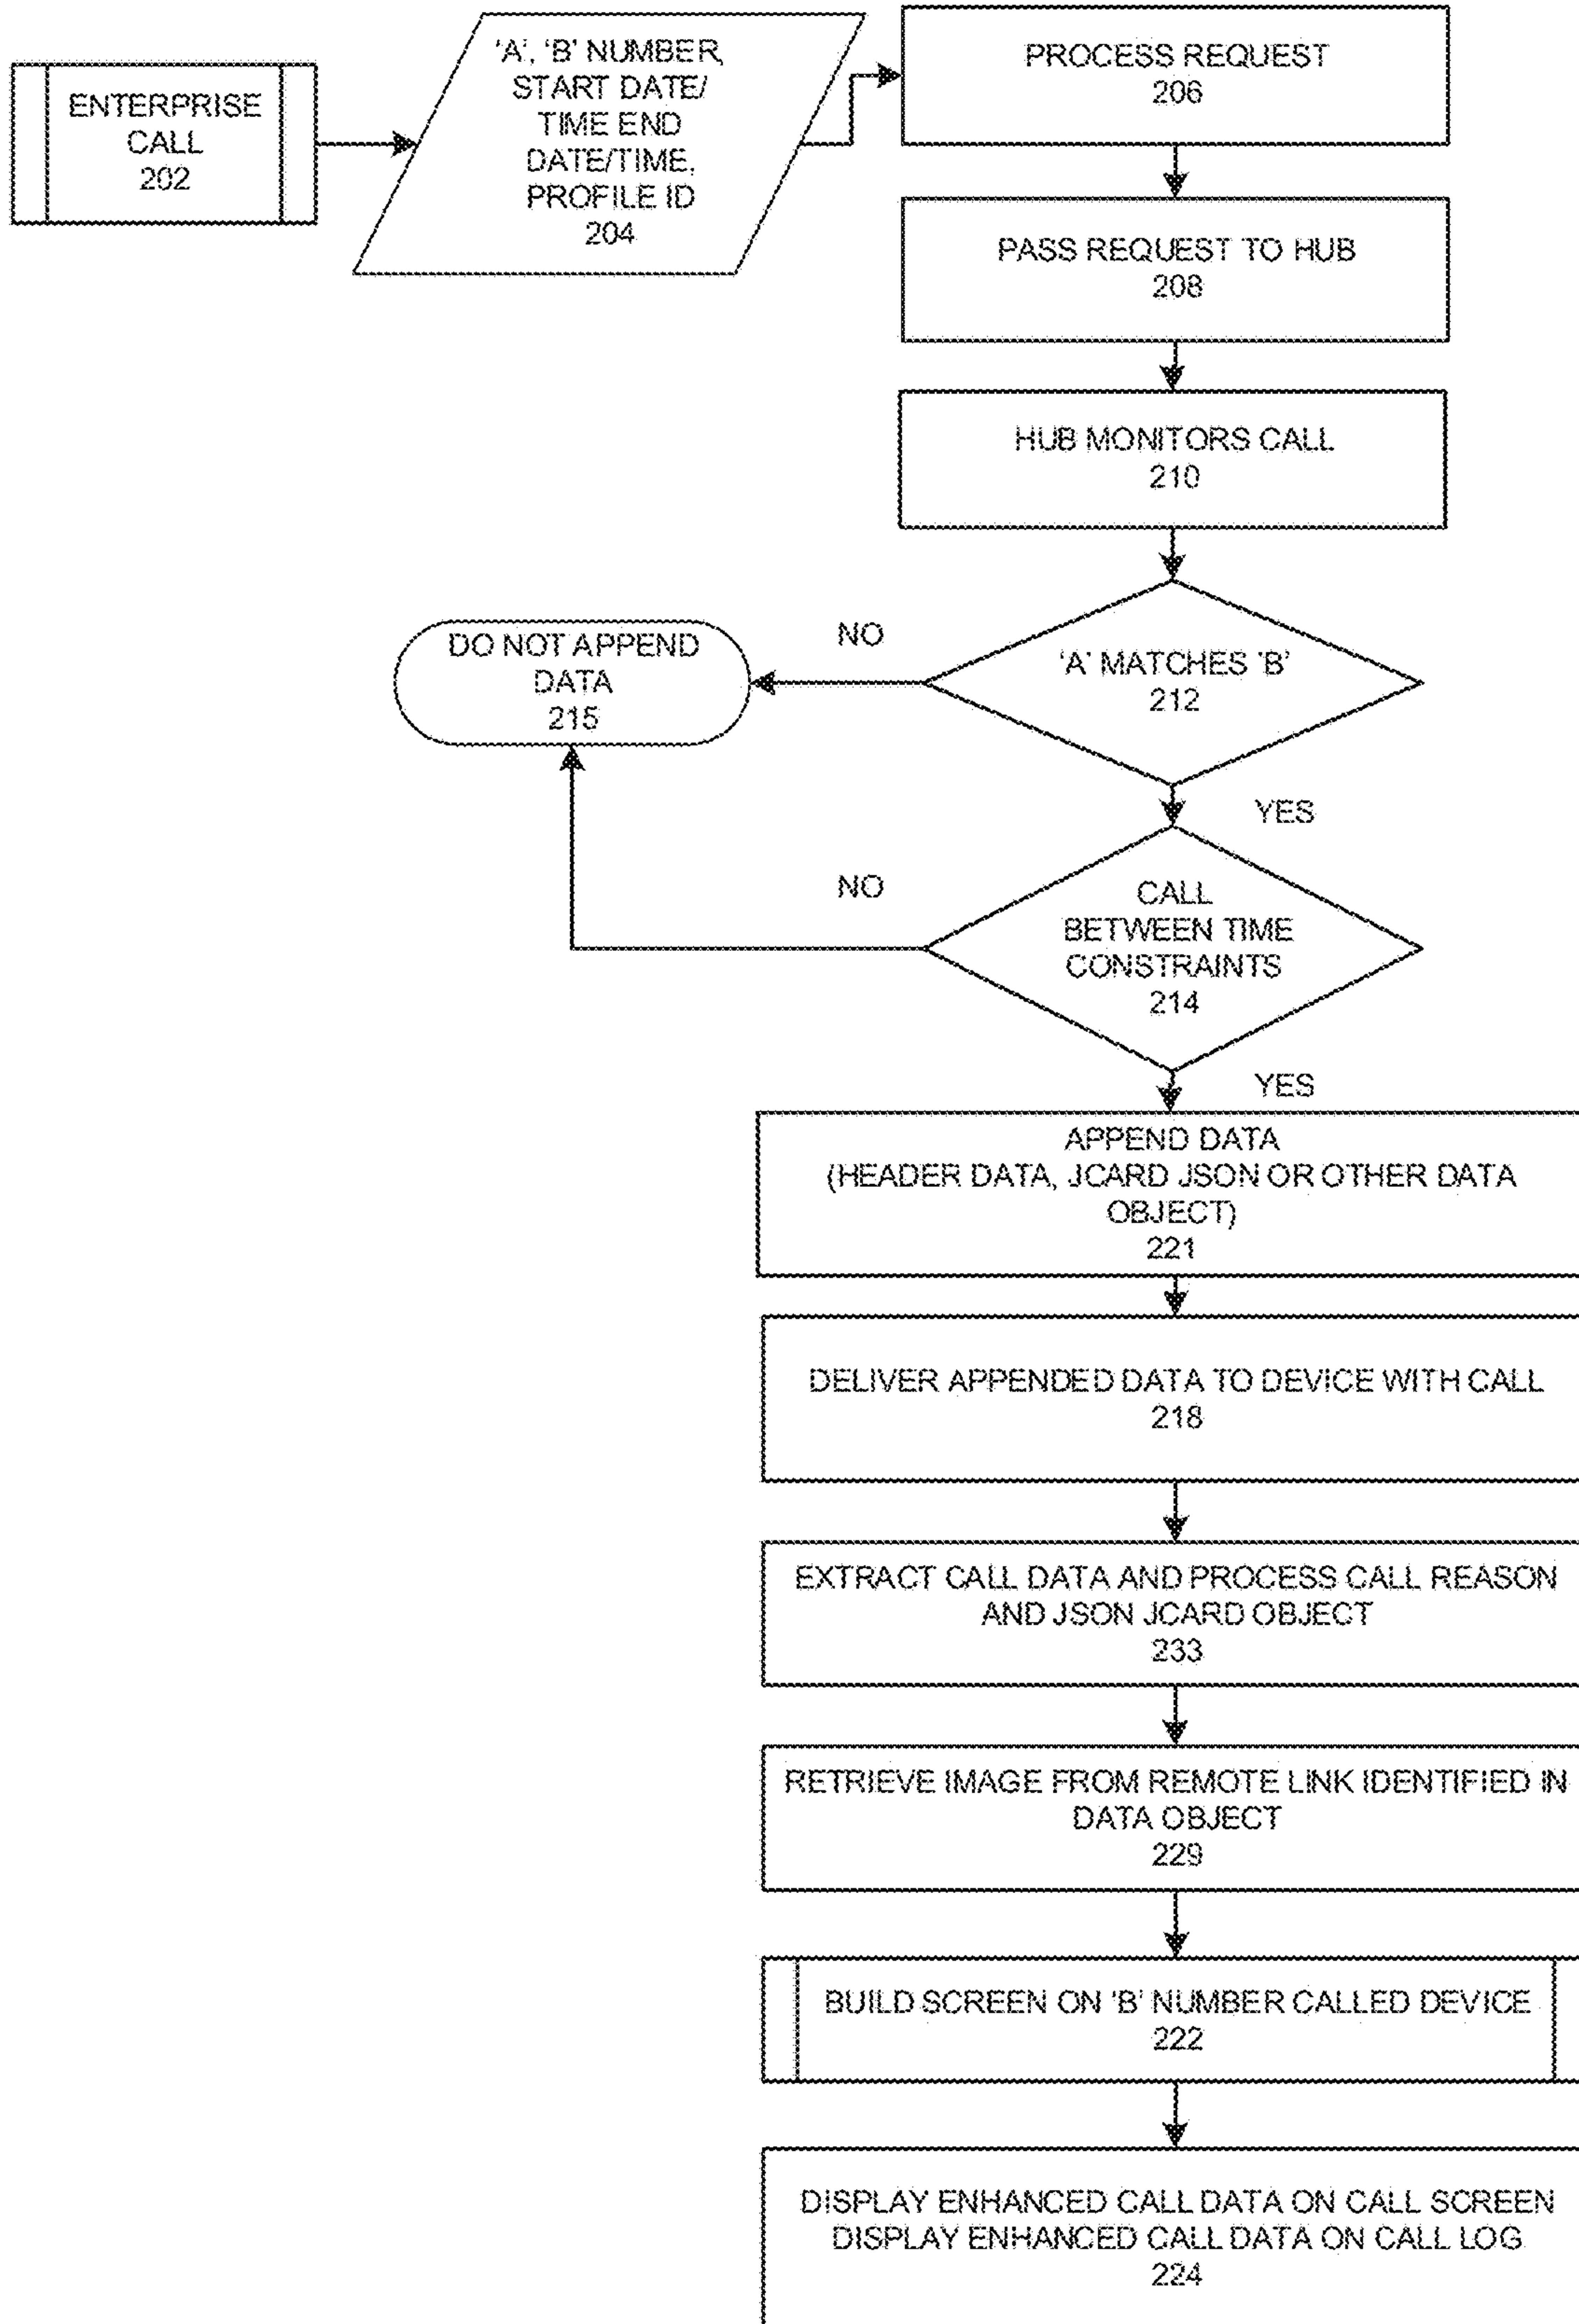 ENTERPRISE
CALL
202
'A', 'B' NUMBER,
START DATE/
TIME END
DATE/TIME,
PROFILE ID
204
PROCESS REQUEST
206
PASS REQUEST TO HUB
208
HUB MONITORS CALL
210
'A' MATCHES 'B'
212
NO
DO NOT APPEND
DATA
215
YES
CALL
BETWEEN TIME
CONSTRAINTS
214
NO
YES
APPEND DATA
(HEADER DATA, JCARD JSON OR OTHER DATA
OBJECT)
221
DELIVER APPENDED DATA TO DEVICE WITH CALL
218
EXTRACT CALL DATA AND PROCESS CALL REASON
AND JSON JCARD OBJECT
233
RETRIEVE IMAGE FROM REMOTE LINK IDENTIFIED IN
DATA OBJECT
229
BUILD SCREEN ON 'B' NUMBER CALLED DEVICE
222
DISPLAY ENHANCED CALL DATA ON CALL SCREEN
DISPLAY ENHANCED CALL DATA ON CALL LOG
224